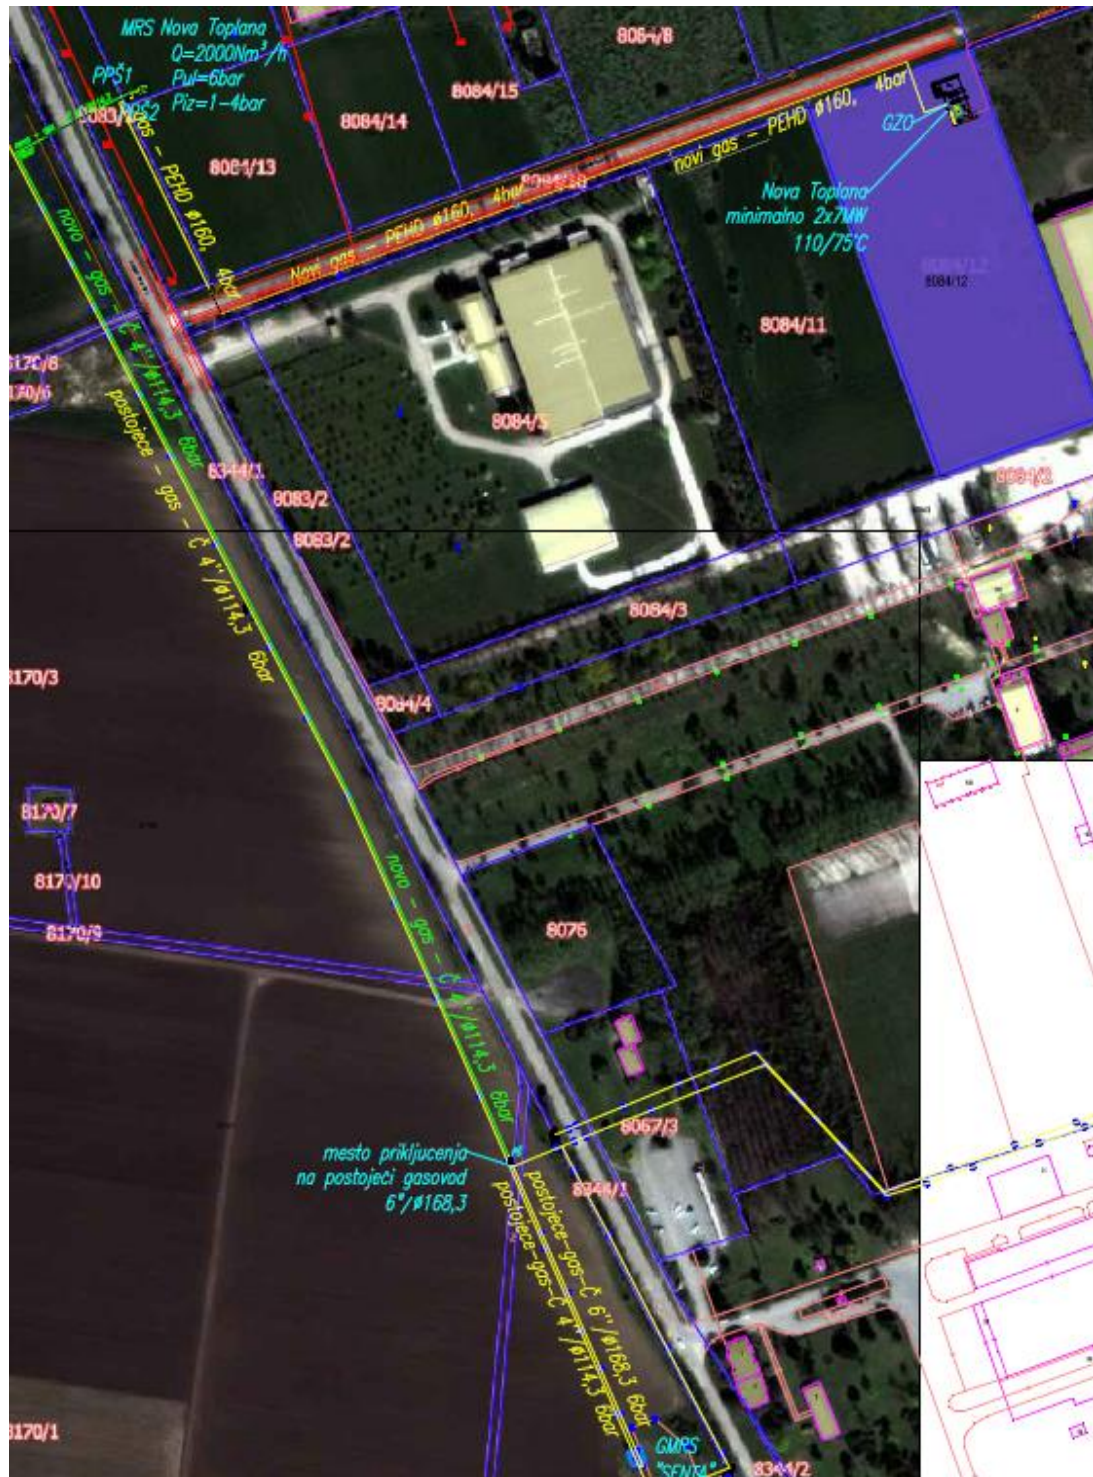 MRS Nova Toplana
Q=2000Nm³/h
Pul=6bar
Piz=1-4bar
PPŠ1
8084/8
8084/15
8084/14
8084/13
GZO
novi gas - PEHD ø160, 4bar
Novi gas - PEHD ø160, 4bar
gas - PEHD ø160, 4bar
Nova Toplana
minimalno 2x7MW
110/75°C
8084/12
8084/11
8084/5
novo - gas - Č 4"/ø114,3 6bar
postojece - gas - Č 4"/ø114,3 6bar
8344/1
8083/2
8083/2
8084/2
8084/3
8084/4
8170/3
8170/7
8170/10
8170/9
8076
novo - gas - Č 4"/ø114,3 6bar
8067/3
mesto prikljucenja
na postojeći gasovod
6"/ø168,3
8344/1
postojece-gas-Č 6"/ø168,3 6bar
postojece-gas-Č 4"/ø114,3 6bar
8170/1
GMRS
"SENTA"
8344/2